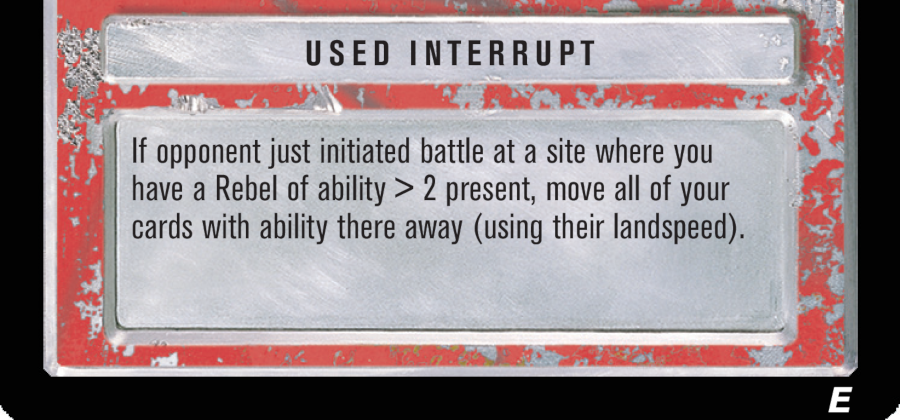 USED INTERRUPT
If opponent just initiated battle at a site where you
have a Rebel of ability > 2 present, move all of your
cards with ability there away (using their landspeed).
E